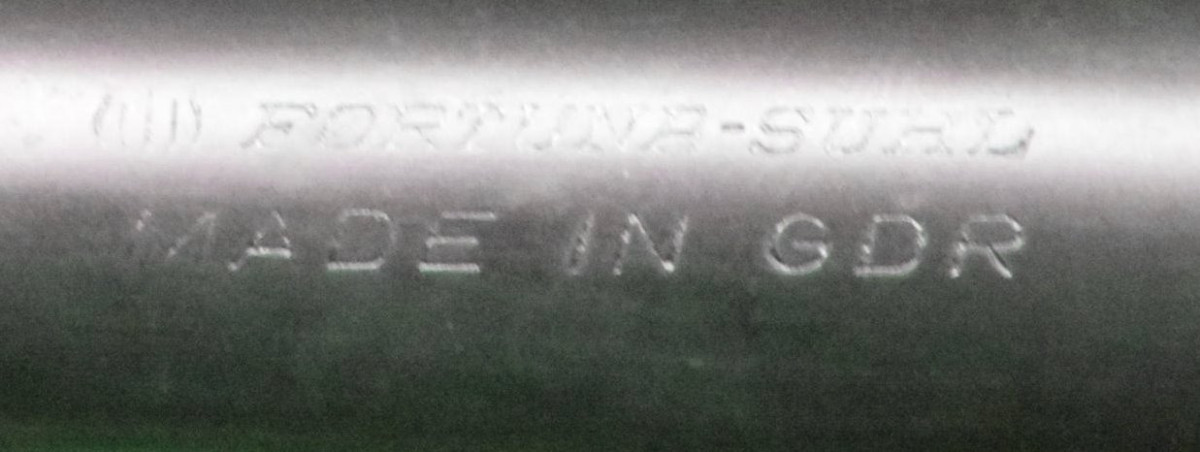 FORTUNA-SUHL
MADE IN GDR